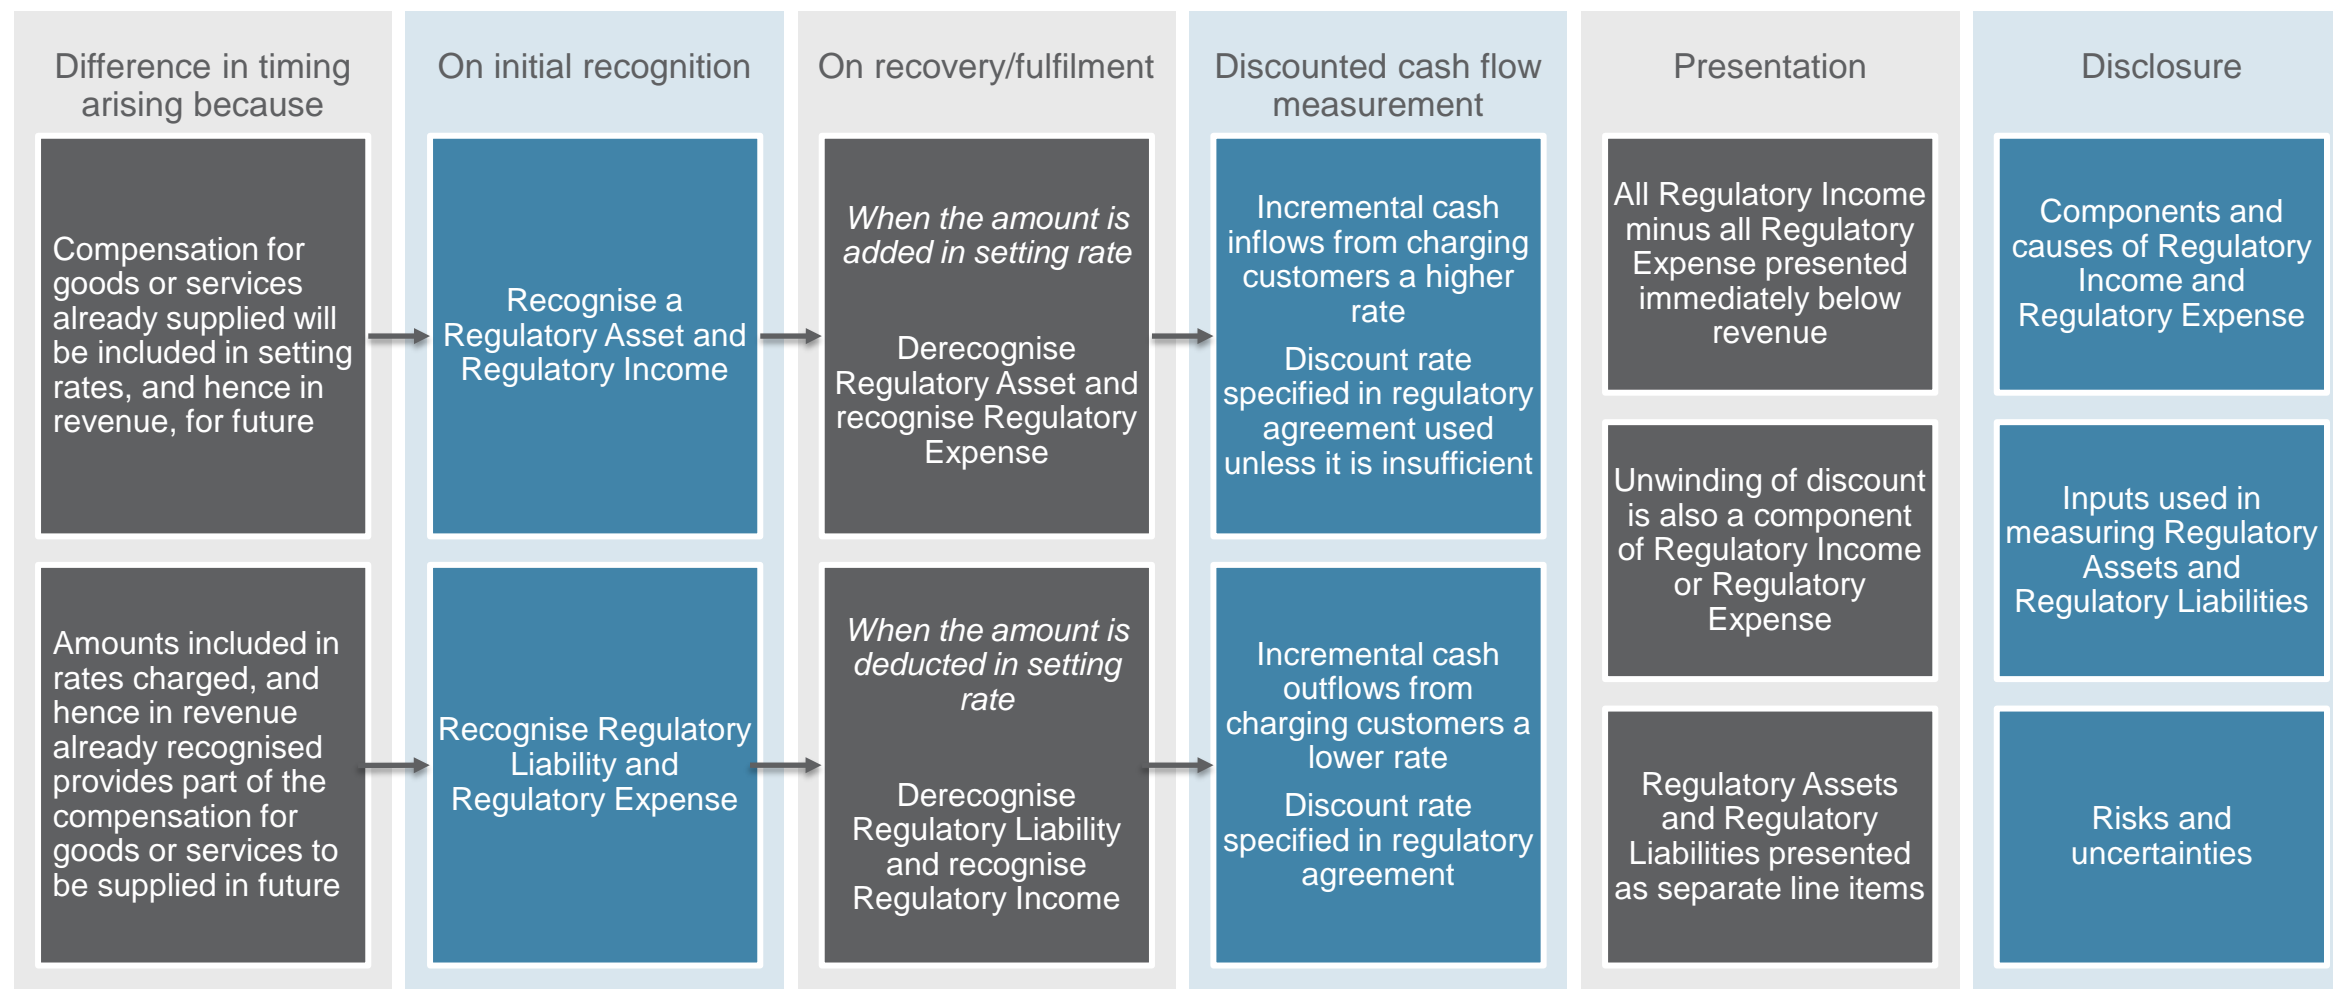 Difference in timing
arising because
Compensation for
goods or services
already supplied will
be included in setting
rates, and hence in
revenue, for future
Amounts included in
rates charged, and
hence in revenue
already recognised
provides part of the
compensation for
goods or services to
be supplied in future
On initial recognition
Recognise a
Regulatory Asset and
Regulatory Income
Recognise Regulatory
Liability and
Regulatory Expense
On recovery/fulfilment
When the amount is
added in setting rate
Derecognise
Regulatory Asset and
recognise Regulatory
Expense
When the amount is
deducted in setting
rate
Derecognise
Regulatory Liability
and recognise
Regulatory Income
Discounted cash flow
measurement
Incremental cash
inflows from charging
customers a higher
rate
Discount rate
specified in regulatory
agreement used
unless it is insufficient
Incremental cash
outflows from
charging customers a
lower rate
Discount rate
specified in regulatory
agreement
Presentation
All Regulatory Income
minus all Regulatory
Expense presented
immediately below
revenue
Unwinding of discount
is also a component
of Regulatory Income
or Regulatory
Expense
Regulatory Assets
and Regulatory
Liabilities presented
as separate line items
Disclosure
Components and
causes of Regulatory
Income and
Regulatory Expense
Inputs used in
measuring Regulatory
Assets and
Regulatory Liabilities
Risks and
uncertainties